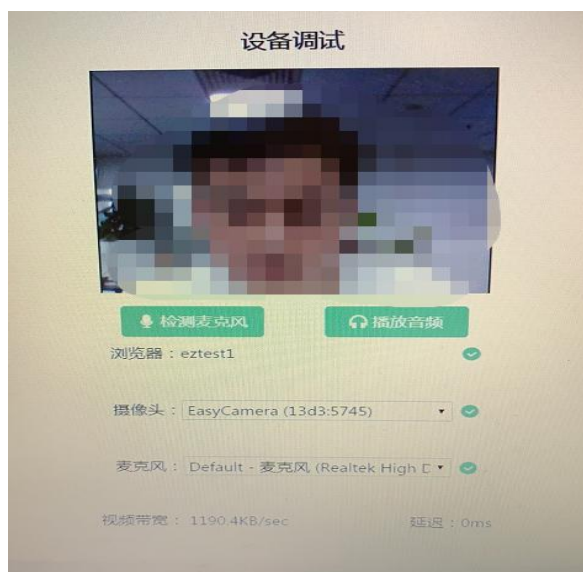 设备调试
检测麦克风 播放音频
浏览器：eztest1
摄像头： EasyCamera (13d3:5745)
麦克风： Default - 麦克风 (Realtek High D
视频带宽： 1190.4KB/sec 延迟：0ms